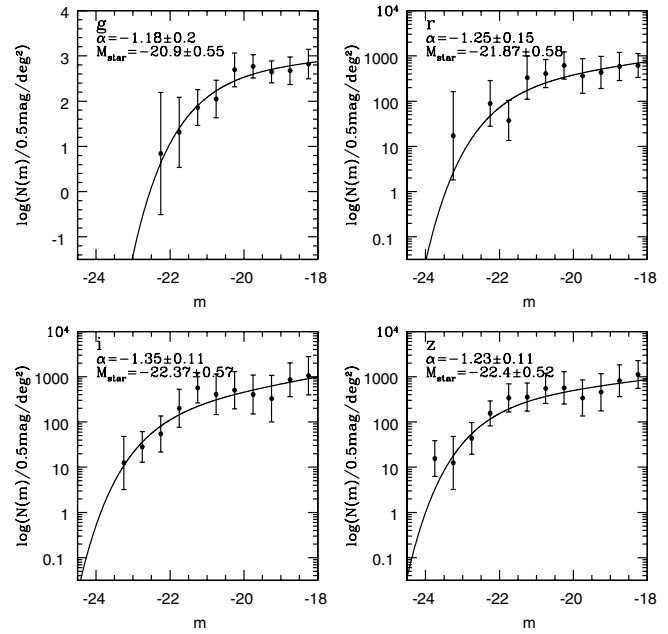 g
α=−1.18±0.2
M_star=−20.9±0.55
log(N(m)/0.5mag/deg²)
4
3
2
1
0
-1
-24 -22 -20 -18
m
r
α=−1.25±0.15
M_star=−21.87±0.58
log(N(m)/0.5mag/deg²)
10⁴
1000
100
10
1
0.1
-24 -22 -20 -18
m
i
α=−1.35±0.11
M_star=−22.37±0.57
log(N(m)/0.5mag/deg²)
10⁴
1000
100
10
1
0.1
-24 -22 -20 -18
m
z
α=−1.23±0.11
M_star=−22.4±0.52
log(N(m)/0.5mag/deg²)
10⁴
1000
100
10
1
0.1
-24 -22 -20 -18
m